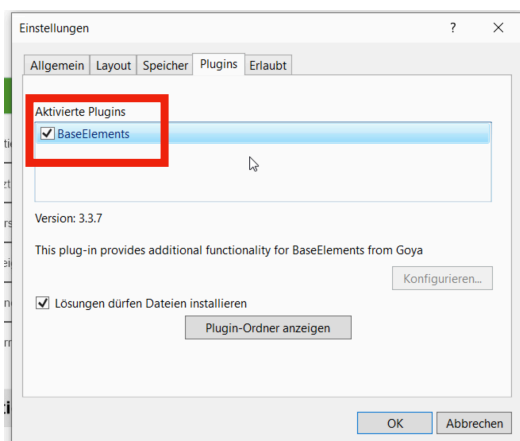 Einstellungen
?
Allgemein Layout Speicher Plugins Erlaubt
Aktivierte Plugins
BaseElements
Version: 3.3.7
This plug-in provides additional functionality for BaseElements from Goya
Konfigurieren...
Lösungen dürfen Dateien installieren
Plugin-Ordner anzeigen
OK Abbrechen